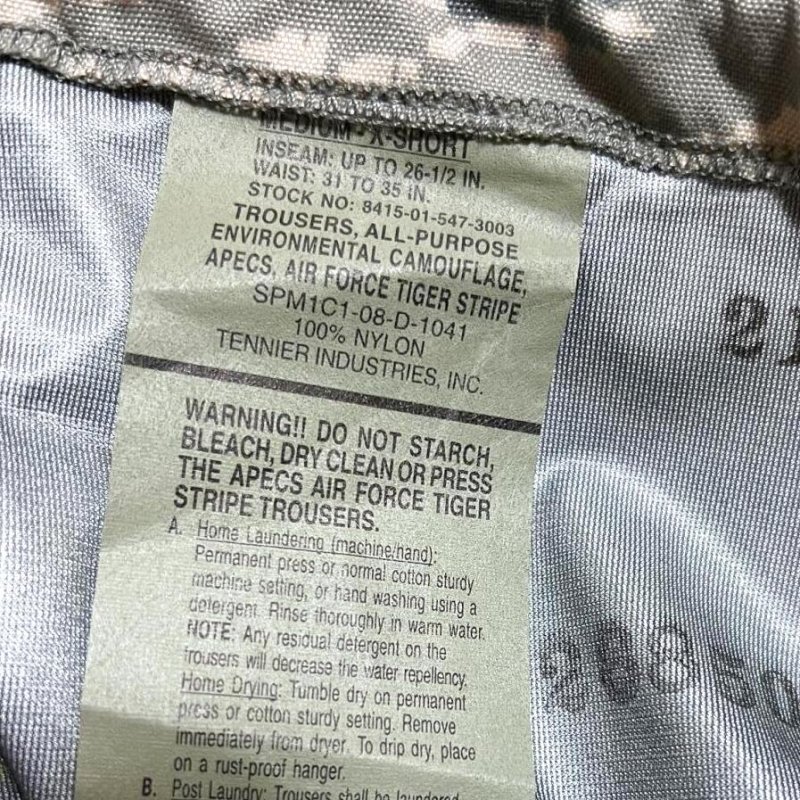 MEDIUM - X-SHORT
INSEAM: UP TO 26-1/2 IN.
WAIST: 31 TO 35 IN.
STOCK NO: 8415-01-547-3003
TROUSERS, ALL-PURPOSE
ENVIRONMENTAL CAMOUFLAGE,
APECS, AIR FORCE TIGER STRIPE
SPM1C1-08-D-1041
100% NYLON
TENNIER INDUSTRIES, INC.
WARNING!! DO NOT STARCH,
BLEACH, DRY CLEAN OR PRESS
THE APECS AIR FORCE TIGER
STRIPE TROUSERS.
A. Home Laundering (machine/hand):
Permanent press or normal cotton sturdy
machine setting, or hand washing using a
detergent. Rinse thoroughly in warm water.
NOTE: Any residual detergent on the
trousers will decrease the water repellency.
Home Drying: Tumble dry on permanent
press or cotton sturdy setting. Remove
immediately from dryer. To drip dry, place
on a rust-proof hanger.
B. Post Laundry: Trousers shall be laundered